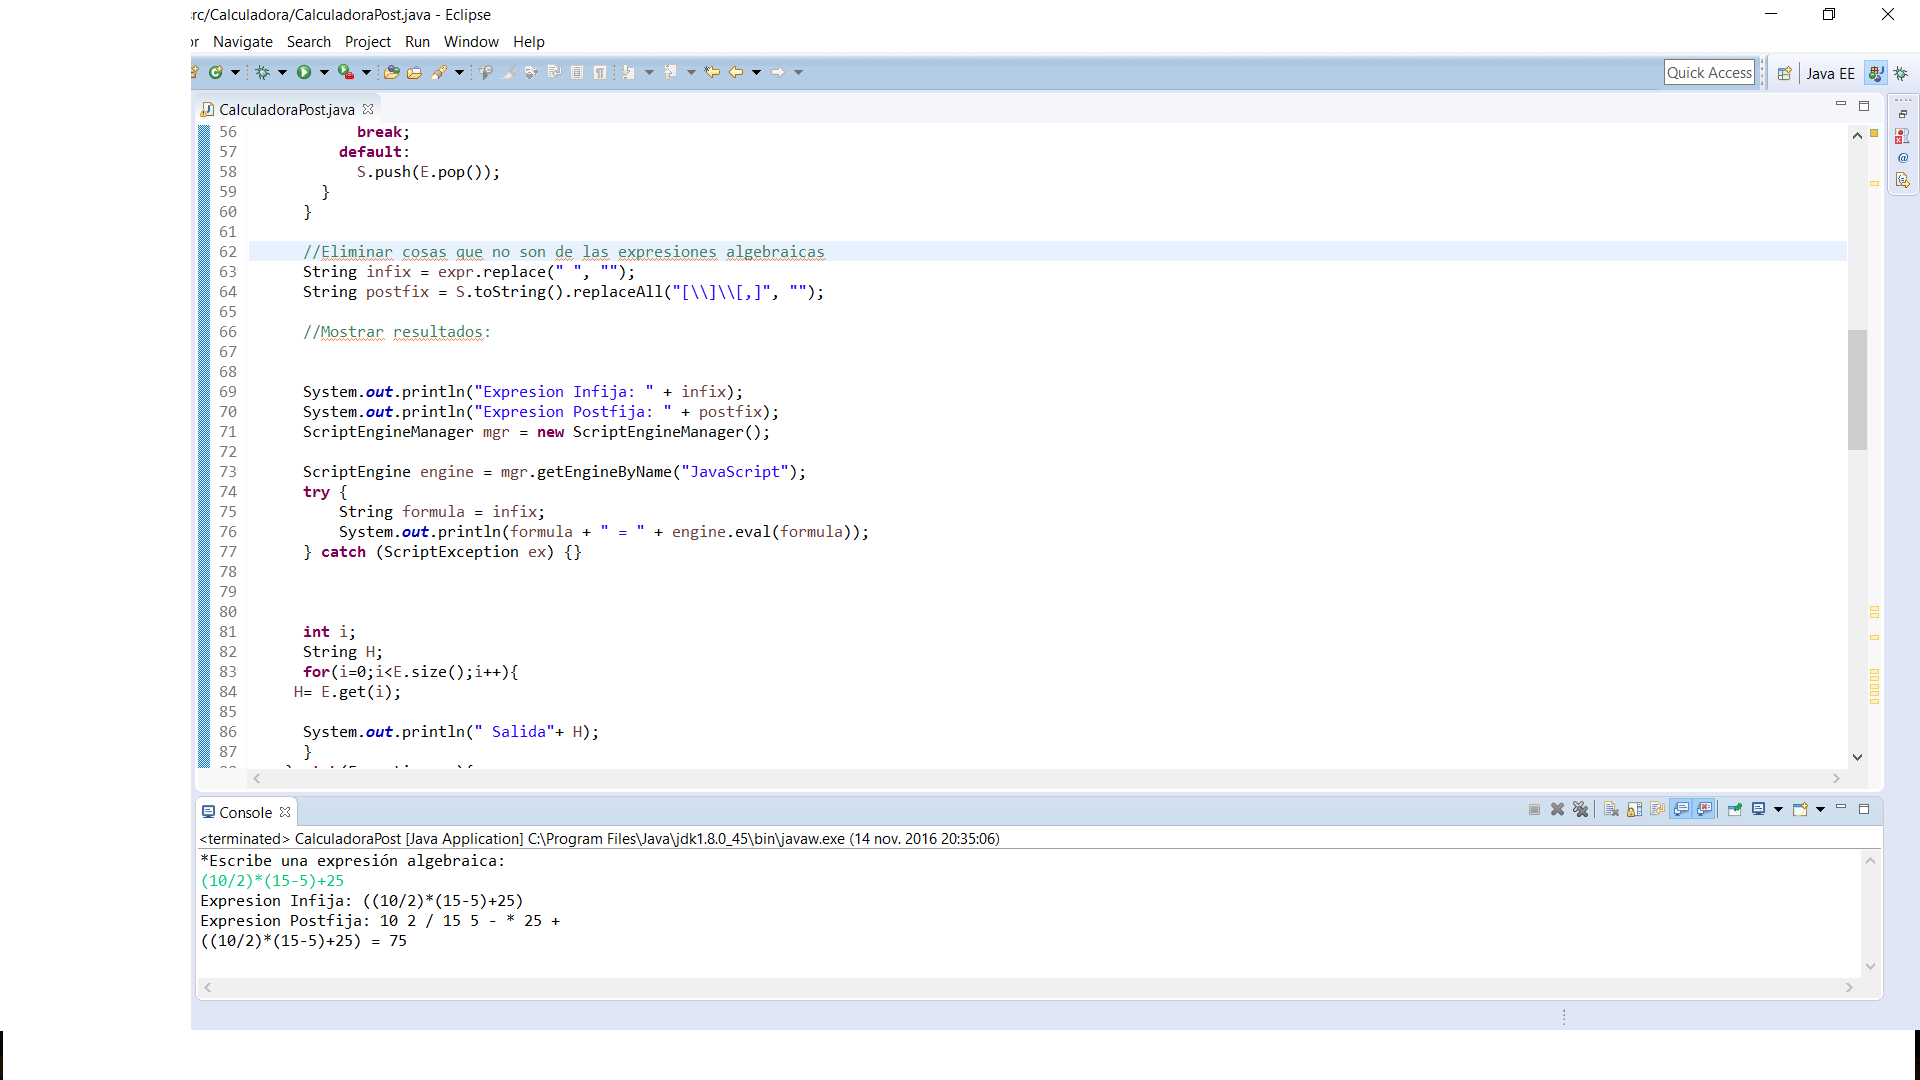 rc/Calculadora/CalculadoraPost.java - Eclipse
or Navigate Search Project Run Window Help
Quick Access Java EE
CalculadoraPost.java
56 break;
57 default:
58 S.push(E.pop());
59 }
60 }
61
62 //Eliminar cosas que no son de las expresiones algebraicas
63 String infix = expr.replace(" ", "");
64 String postfix = S.toString().replaceAll("[\\]\\[,]", "");
65
66 //Mostrar resultados:
67
68
69 System.out.println("Expresion Infija: " + infix);
70 System.out.println("Expresion Postfija: " + postfix);
71 ScriptEngineManager mgr = new ScriptEngineManager();
72
73 ScriptEngine engine = mgr.getEngineByName("JavaScript");
74 try {
75 String formula = infix;
76 System.out.println(formula + " = " + engine.eval(formula));
77 } catch (ScriptException ex) {}
78
79
80
81 int i;
82 String H;
83 for(i=0;i<E.size();i++){
84 H= E.get(i);
85
86 System.out.println(" Salida"+ H);
87 }
Console
<terminated> CalculadoraPost [Java Application] C:\Program Files\Java\jdk1.8.0_45\bin\javaw.exe (14 nov. 2016 20:35:06)
*Escribe una expresión algebraica:
(10/2)*(15-5)+25
Expresion Infija: ((10/2)*(15-5)+25)
Expresion Postfija: 10 2 / 15 5 - * 25 +
((10/2)*(15-5)+25) = 75